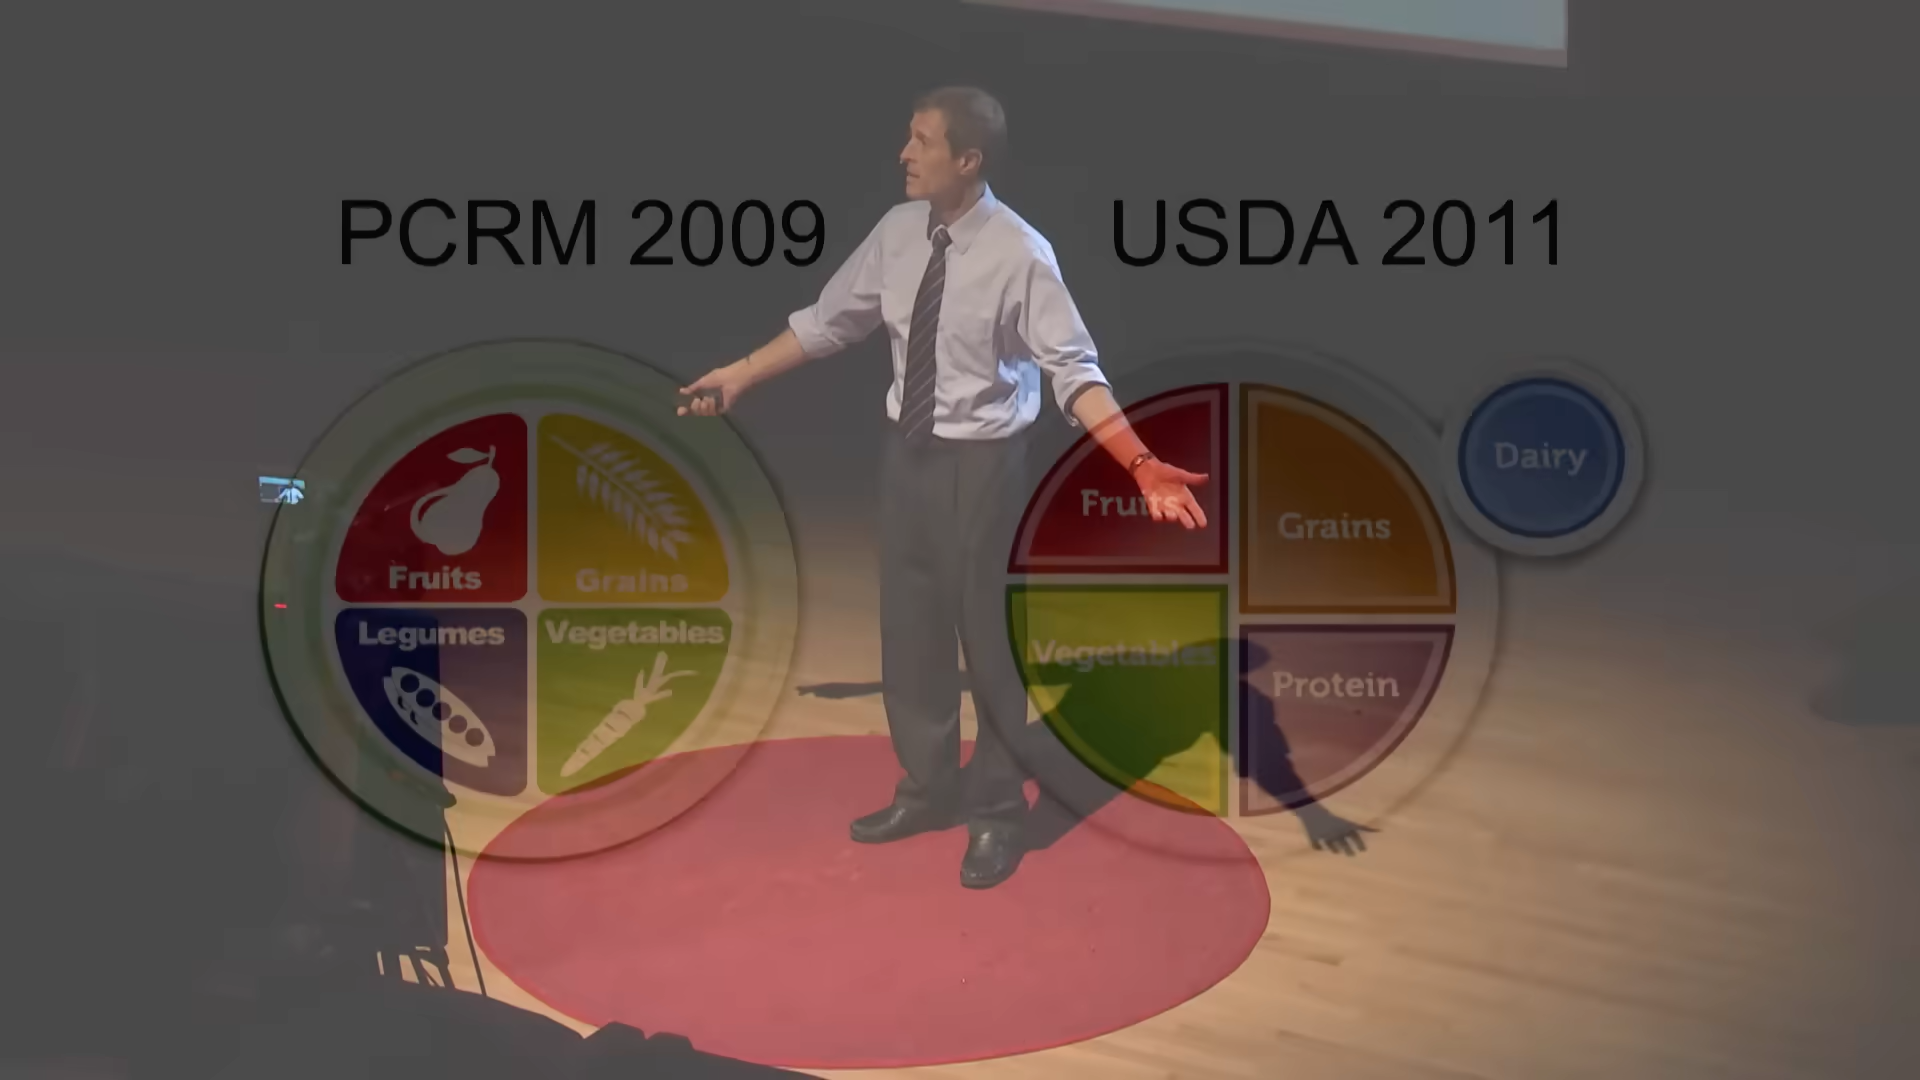 PCRM 2009
USDA 2011
Fruits
Grains
Legumes
Vegetables
Fruits
Grains
Vegetables
Protein
Dairy